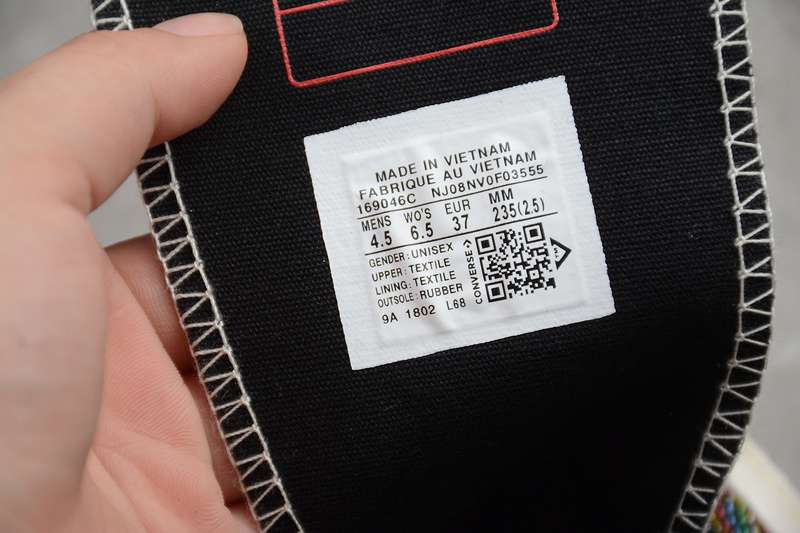 MADE IN VIETNAM
FABRIQUE AU VIETNAM
169046C NJ08NV0F03555
MENS WO'S EUR MM
4.5 6.5 37 235(2.5)
GENDER:UNISEX
UPPER:TEXTILE
LINING:TEXTILE
OUTSOLE:RUBBER
CONVERSE
9A 1802 L68